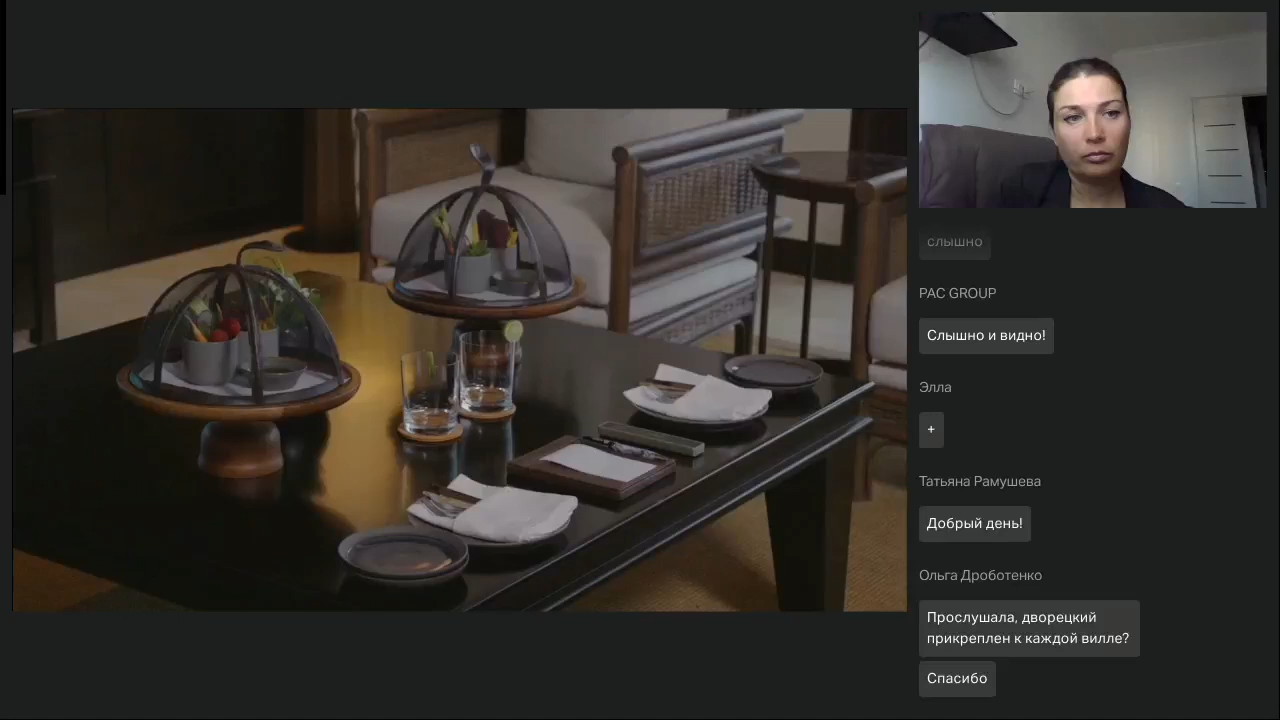 слышно
PAC GROUP
Слышно и видно!
Элла
+
Татьяна Рамушева
Добрый день!
Ольга Дроботенко
Прослушала, дворецкий
прикреплен к каждой вилле?
Спасибо